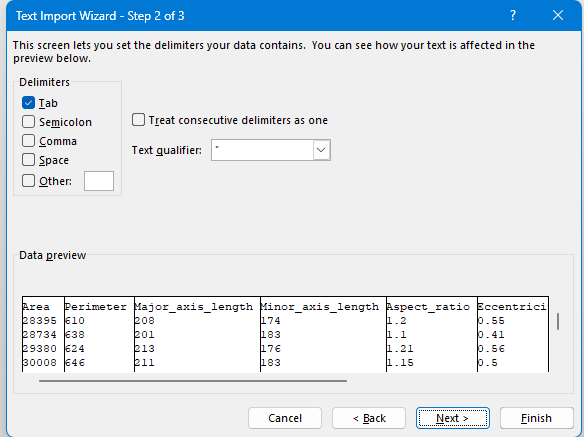 Text Import Wizard - Step 2 of 3
?
This screen lets you set the delimiters your data contains. You can see how your text is affected in the
preview below.
Delimiters
Tab
Semicolon
Comma
Space
Other:
Treat consecutive delimiters as one
Text qualifier: "
Data preview
Area Perimeter Major_axis_length Minor_axis_length Aspect_ratio Eccentrici
28395 610 208 174 1.2 0.55
28734 638 201 183 1.1 0.41
29380 624 213 176 1.21 0.56
30008 646 211 183 1.15 0.5
Cancel < Back Next > Finish